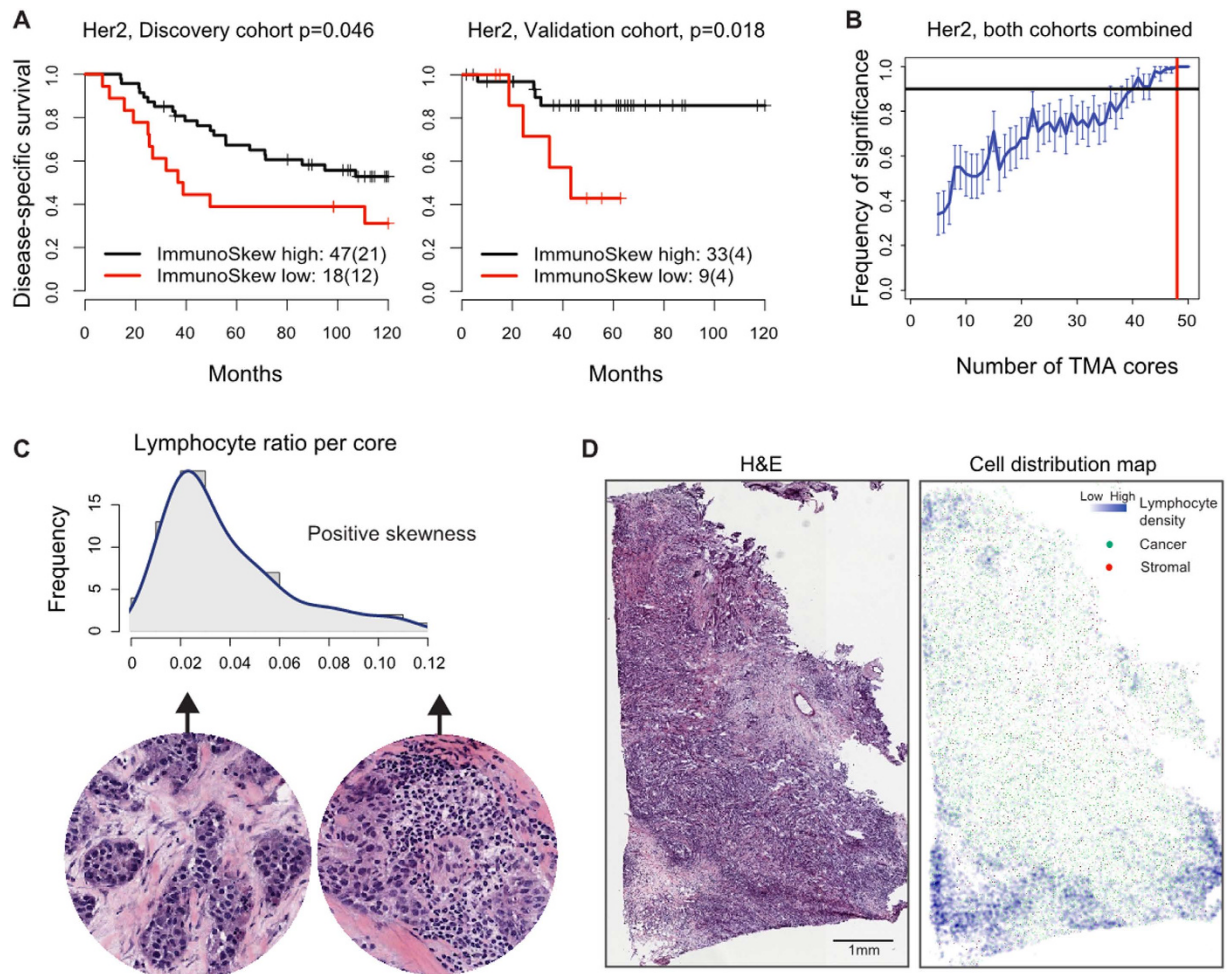 A
Her2, Discovery cohort p=0.046
Disease-specific survival
1.0
0.8
0.6
0.4
0.2
0.0
ImmunoSkew high: 47(21)
ImmunoSkew low: 18(12)
0 20 40 60 80 100 120
Months
Her2, Validation cohort, p=0.018
1.0
0.8
0.6
0.4
0.2
0.0
ImmunoSkew high: 33(4)
ImmunoSkew low: 9(4)
0 20 40 60 80 100 120
Months
B
Her2, both cohorts combined
Frequency of significance
1.0
0.8
0.6
0.4
0.2
0.0
0 10 20 30 40 50
Number of TMA cores
C
Lymphocyte ratio per core
Frequency
15
10
5
0
Positive skewness
0 0.02 0.04 0.06 0.08 0.10 0.12
D
H&E
1mm
Cell distribution map
Low High
Lymphocyte
density
Cancer
Stromal